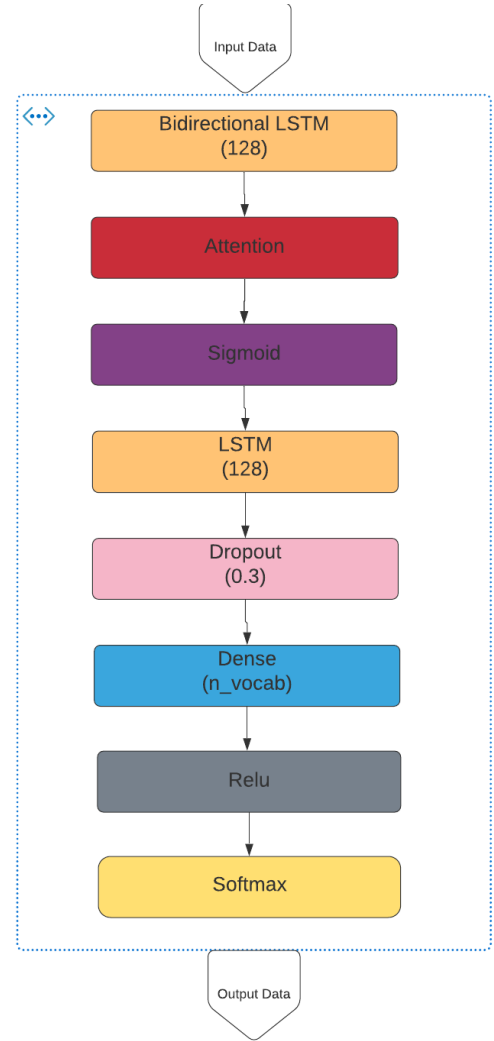 Input Data
Bidirectional LSTM
(128)
Attention
Sigmoid
LSTM
(128)
Dropout
(0.3)
Dense
(n_vocab)
Relu
Softmax
Output Data